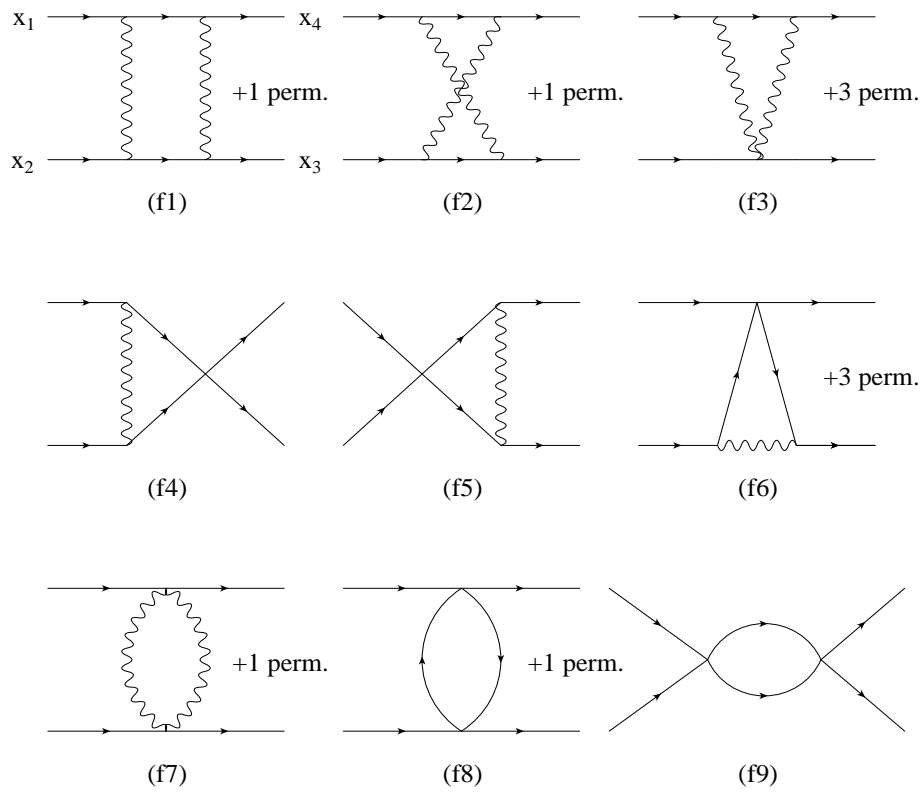 x1 x4
+1 perm. +1 perm. +3 perm.
x2 x3
(f1) (f2) (f3)
+3 perm.
(f4) (f5) (f6)
+1 perm. +1 perm.
(f7) (f8) (f9)